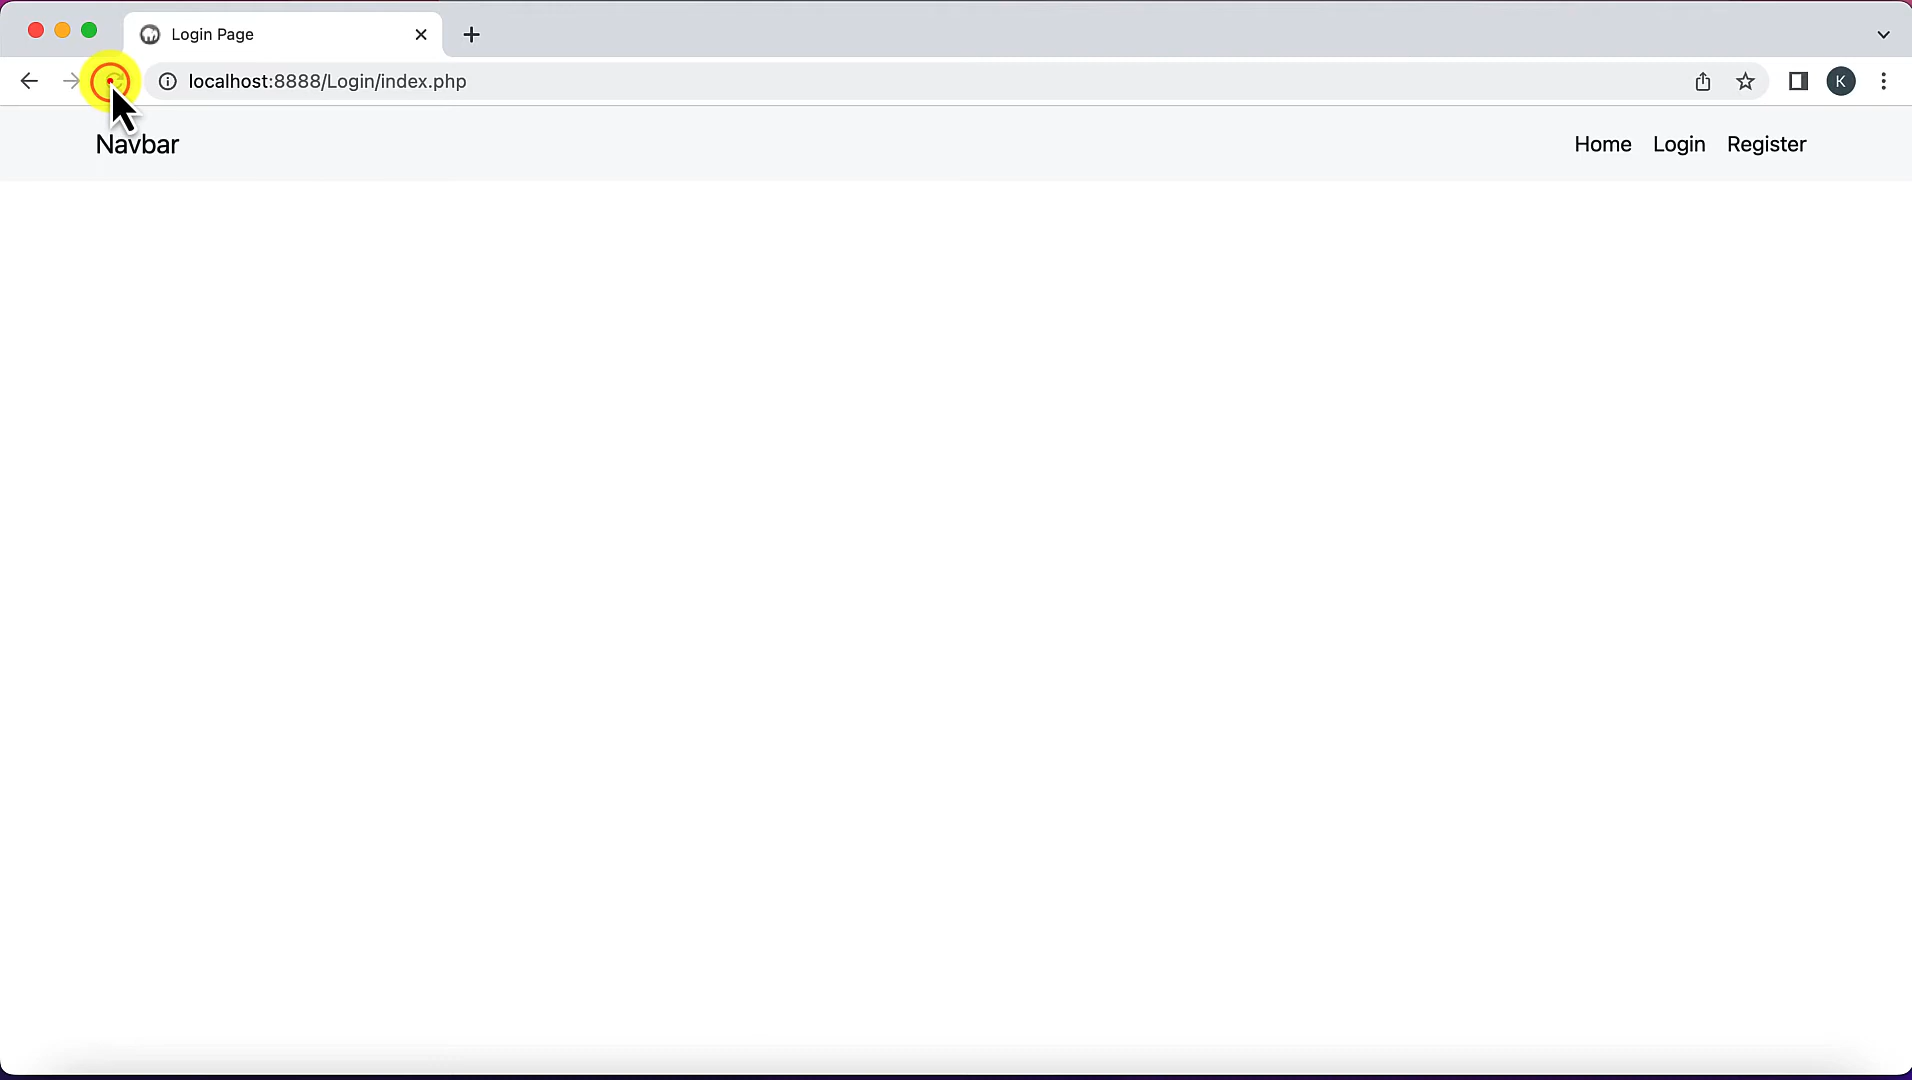 Login Page
localhost:8888/Login/index.php
K
Navbar
Home Login Register